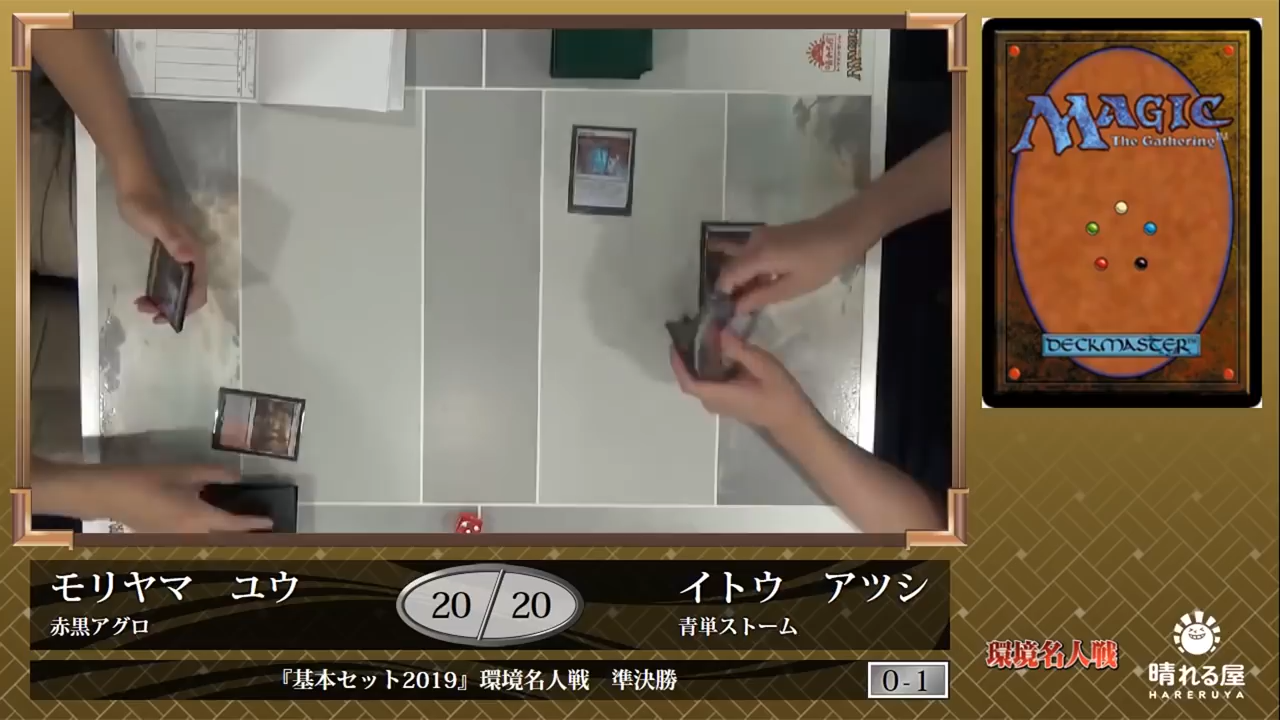 MAGIC
The Gathering
DECKMASTER
モリヤマ ユウ
赤黒アグロ
20/20
イトウ アツシ
青単ストーム
『基本セット2019』環境名人戦 準決勝
0-1
環境名人戦
晴れる屋
HARERUYA